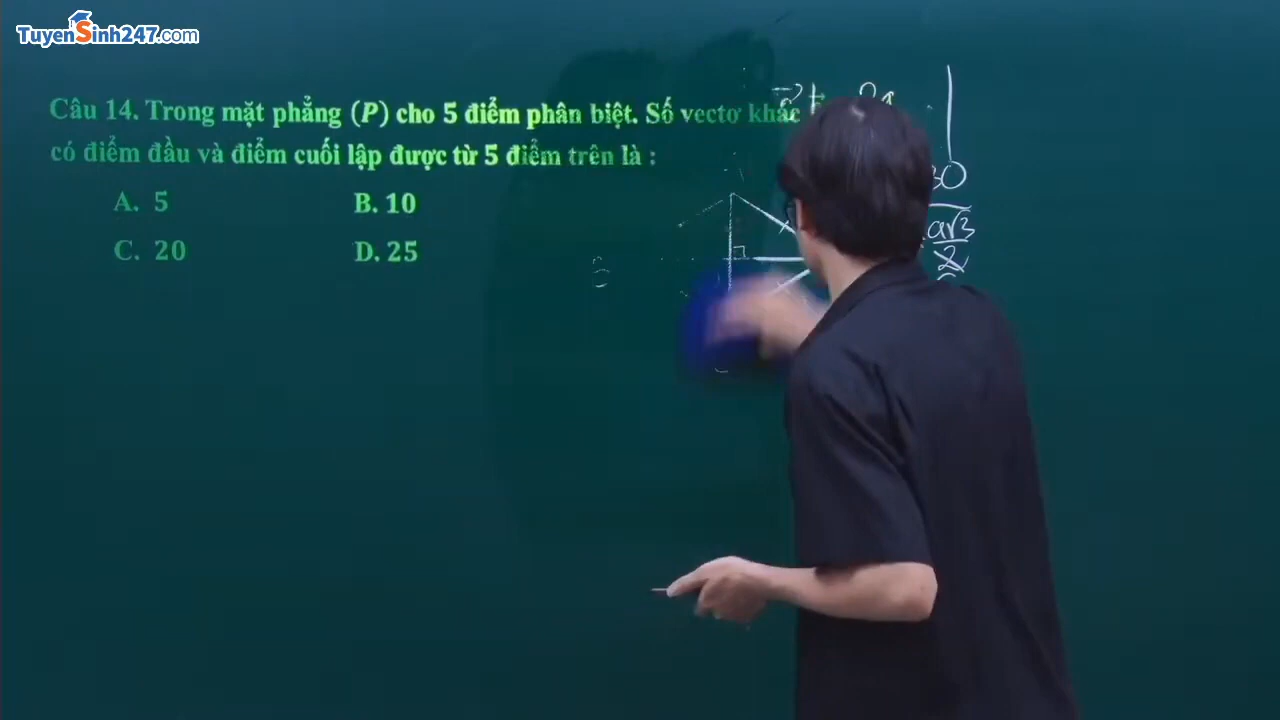 TuyenSinh247.com
Câu 14. Trong mặt phẳng (P) cho 5 điểm phân biệt. Số vectơ khác
có điểm đầu và điểm cuối lập được từ 5 điểm trên là :
A. 5
B. 10
C. 20
D. 25